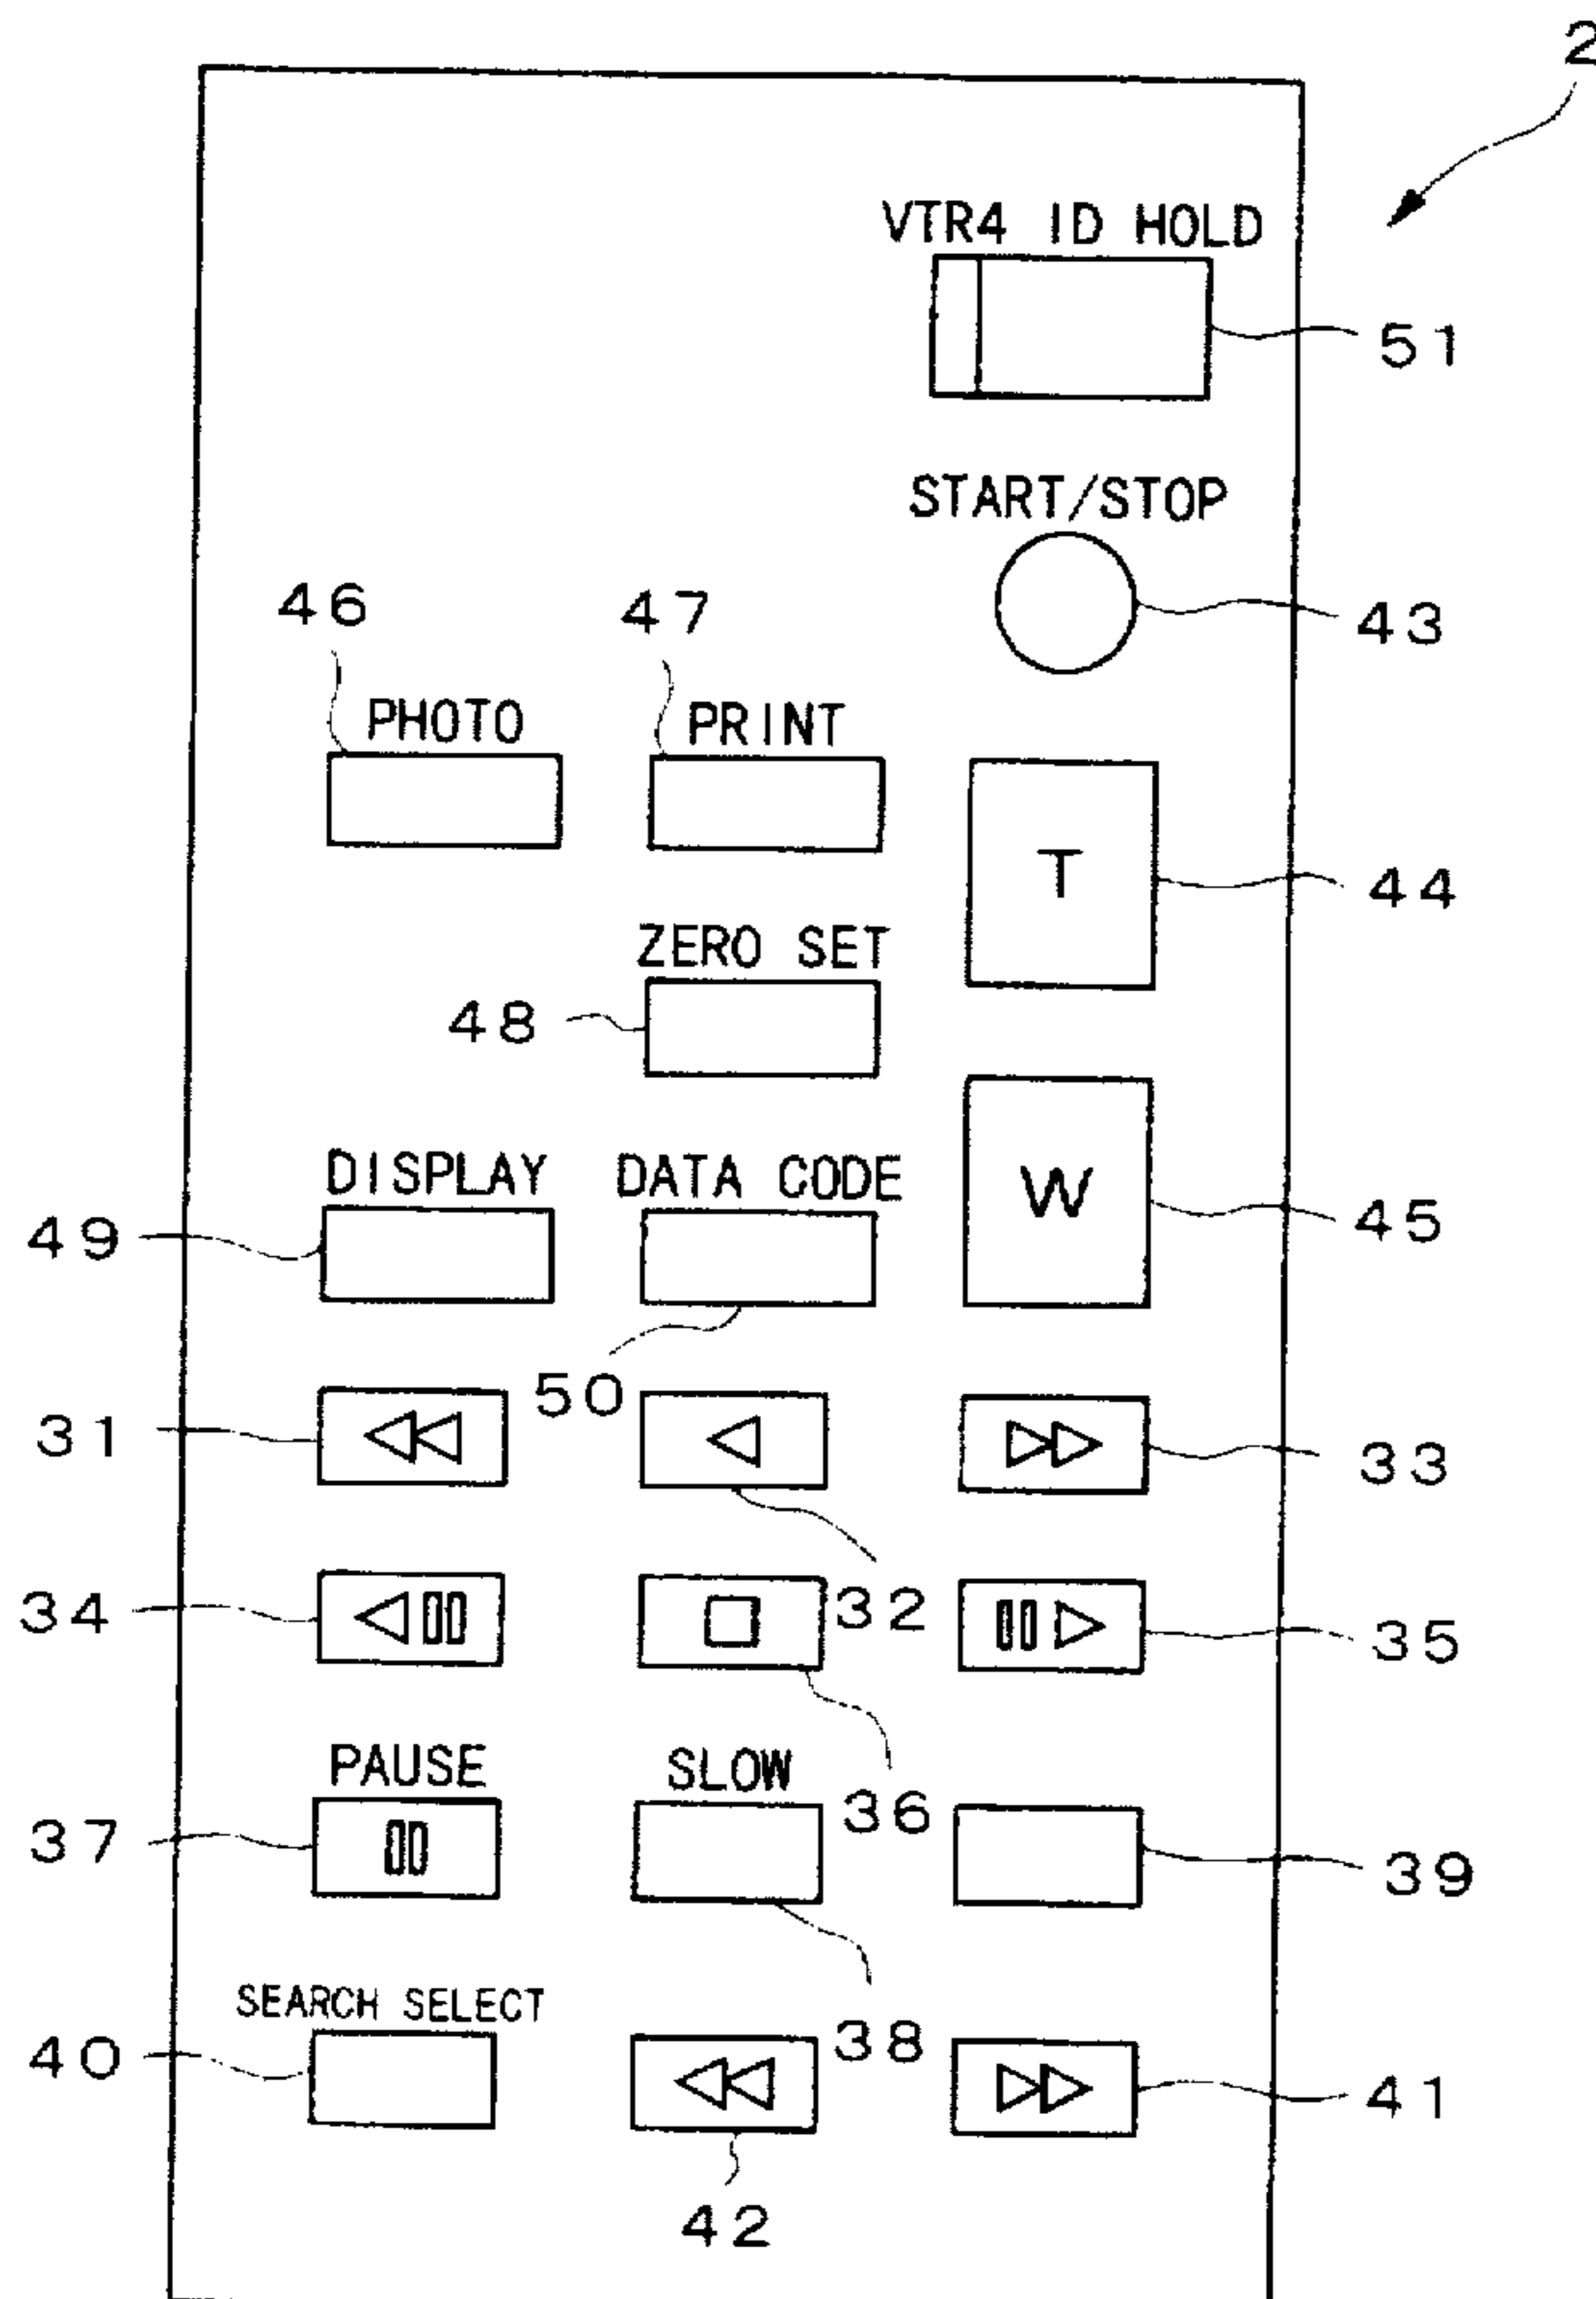 2
VTR4 ID HOLD
51
START/STOP
43
46
47
PHOTO
PRINT
T
44
ZERO SET
48
W
45
DISPLAY
DATA CODE
49
50
31
33
32
34
35
36
PAUSE
SLOW
37
39
38
SEARCH SELECT
40
41
42